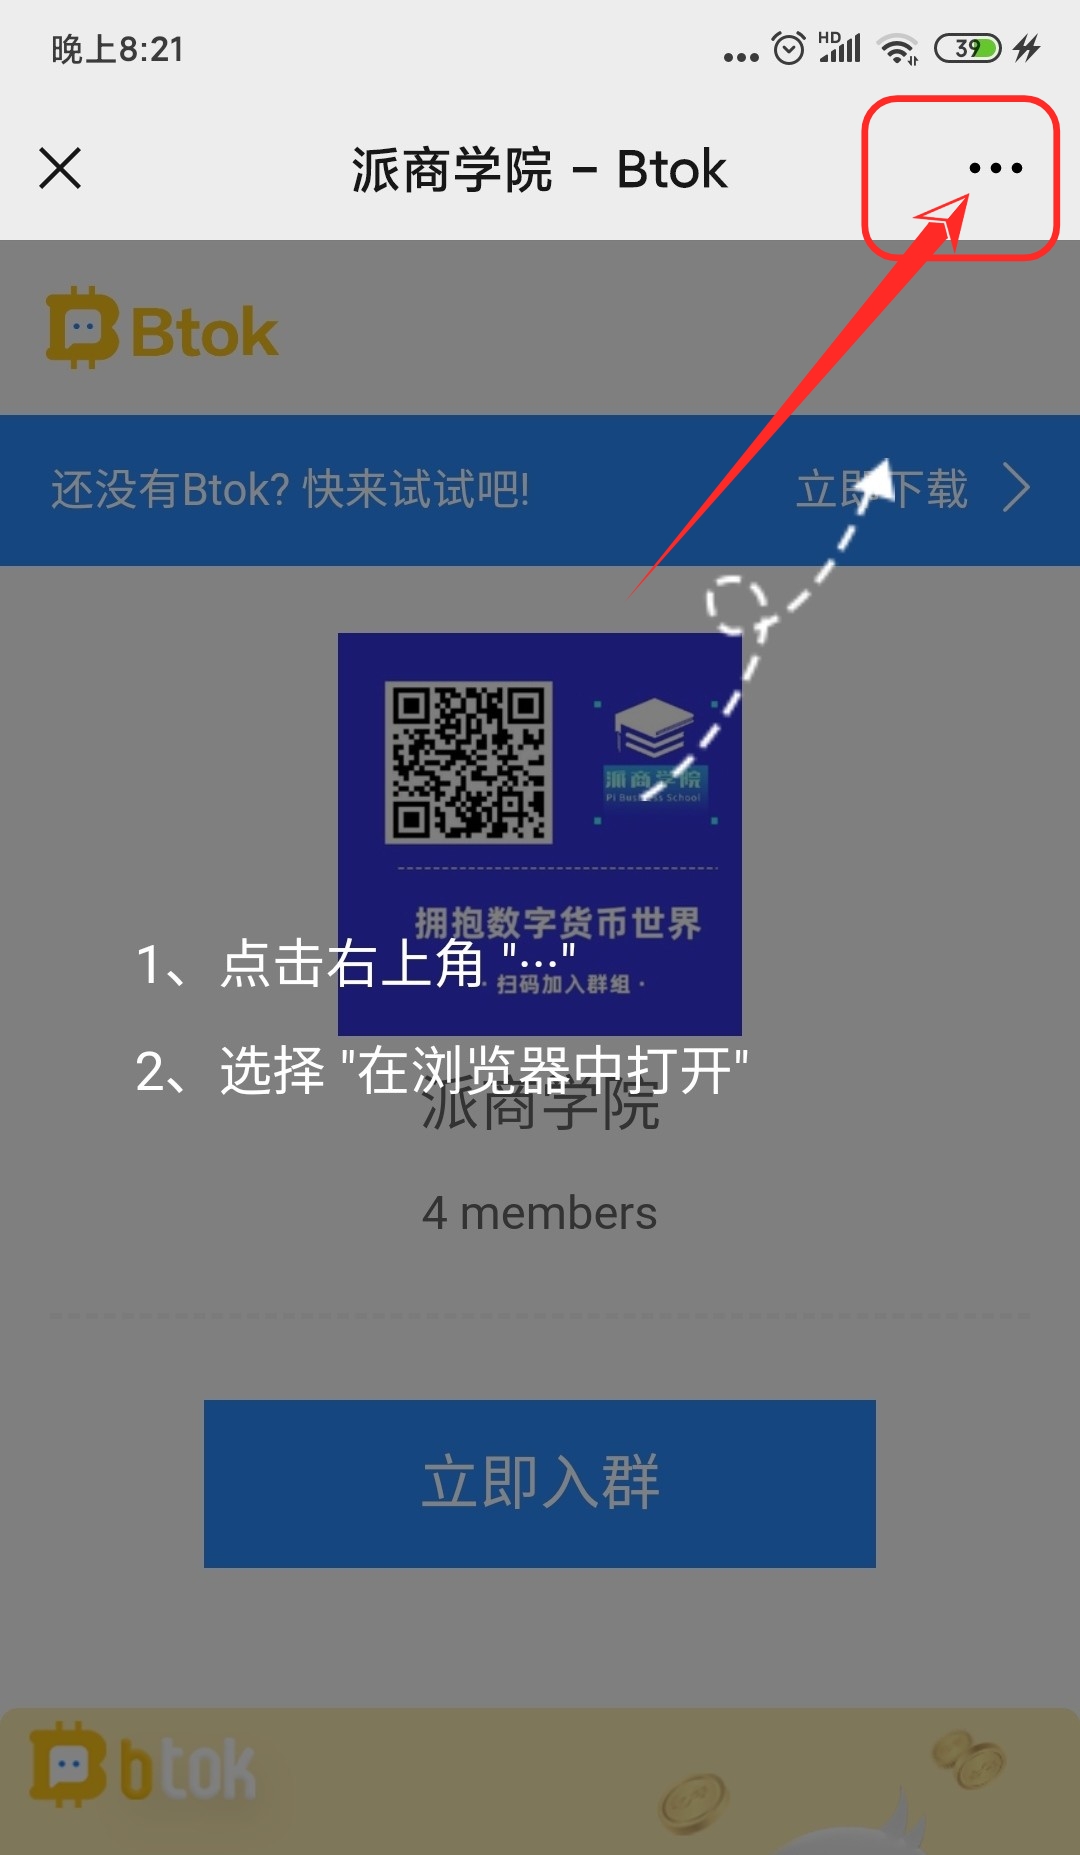 晚上8:21
HD
39
派商学院 – Btok
Btok
还没有Btok? 快来试试吧!
立即下载
派商学院
Pi Business School
拥抱数字货币世界
1、点击右上角 "···"
· 扫码加入群组 ·
2、选择 "在浏览器中打开"
派商学院
4 members
立即入群
btok